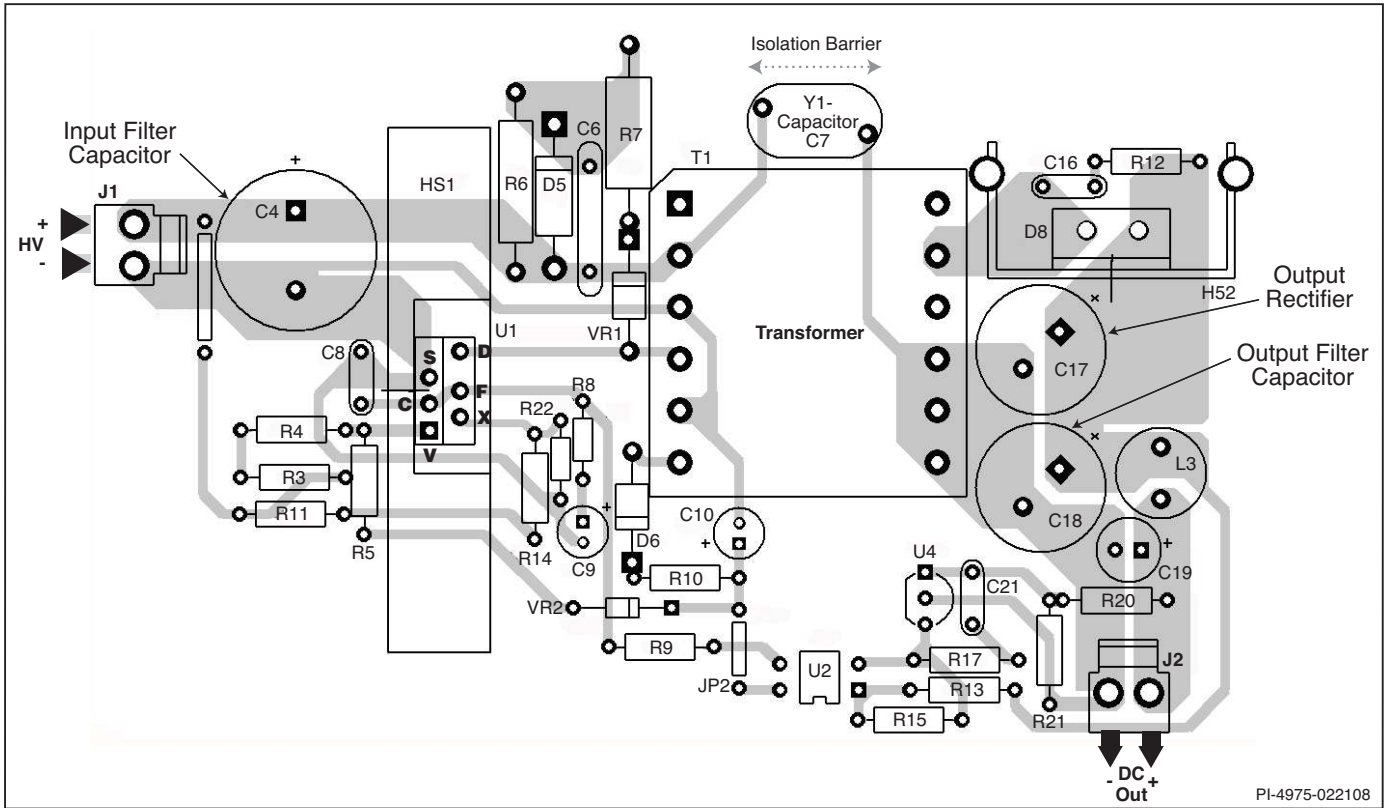 Isolation Barrier
Y1-
Capacitor
C7
Input Filter
Capacitor
+
J1
+
HV
-
C4
HS1
R6
D5
C6
R7
T1
C16
R12
D8
H52
Output
Rectifier
Transformer
VR1
U1
C8
S
D
C
F
X
V
R4
R3
R11
R5
R22
R8
R14
+
C9
D6
C10
+
R10
VR2
R9
JP2
U2
U4
C21
R17
R13
R15
R21
R20
×
C17
Output Filter
Capacitor
×
C18
L3
+
C19
J2
- DC +
Out
PI-4975-022108